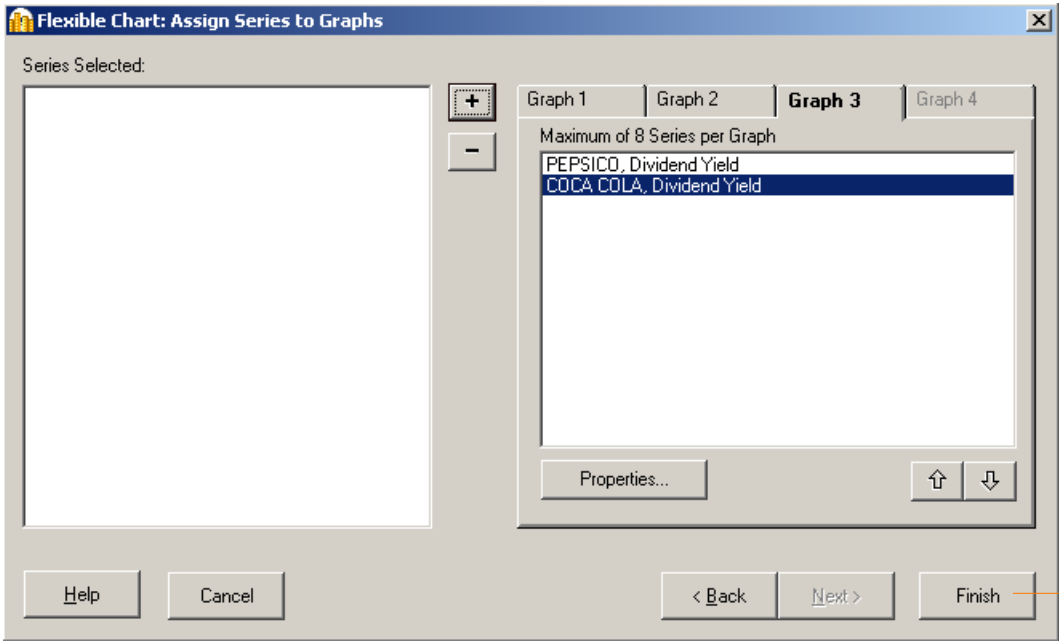 Flexible Chart: Assign Series to Graphs
Series Selected:
+
−
Graph 1
Graph 2
Graph 3
Graph 4
Maximum of 8 Series per Graph
PEPSICO, Dividend Yield
COCA COLA, Dividend Yield
Properties...
Help
Cancel
< Back
Next >
Finish